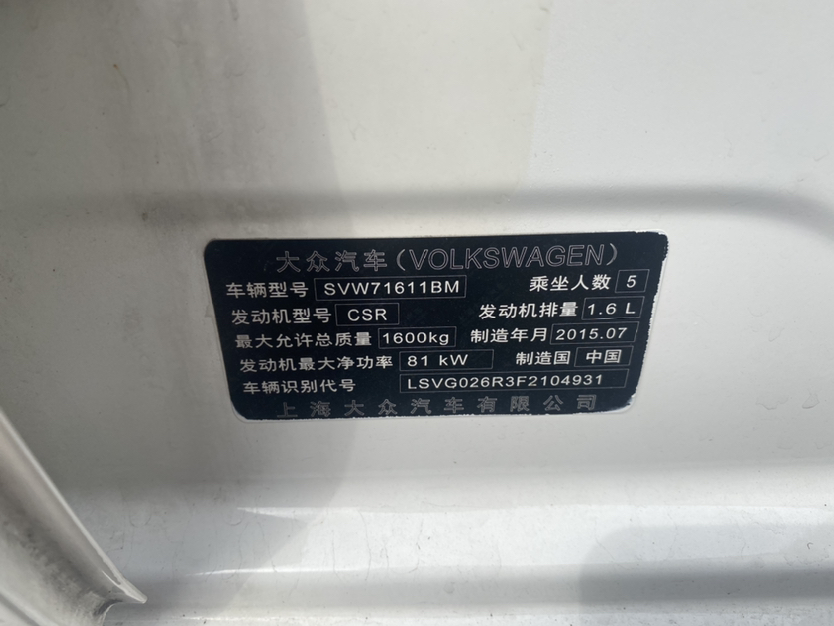 大众汽车(VOLKSWAGEN)
车辆型号 SVW71611BM 乘坐人数 5
发动机型号 CSR 发动机排量 1.6 L
最大允许总质量 1600kg 制造年月 2015.07
发动机最大净功率 81 kW 制造国 中国
车辆识别代号 LSVG026R3F2104931
上海大众汽车有限公司